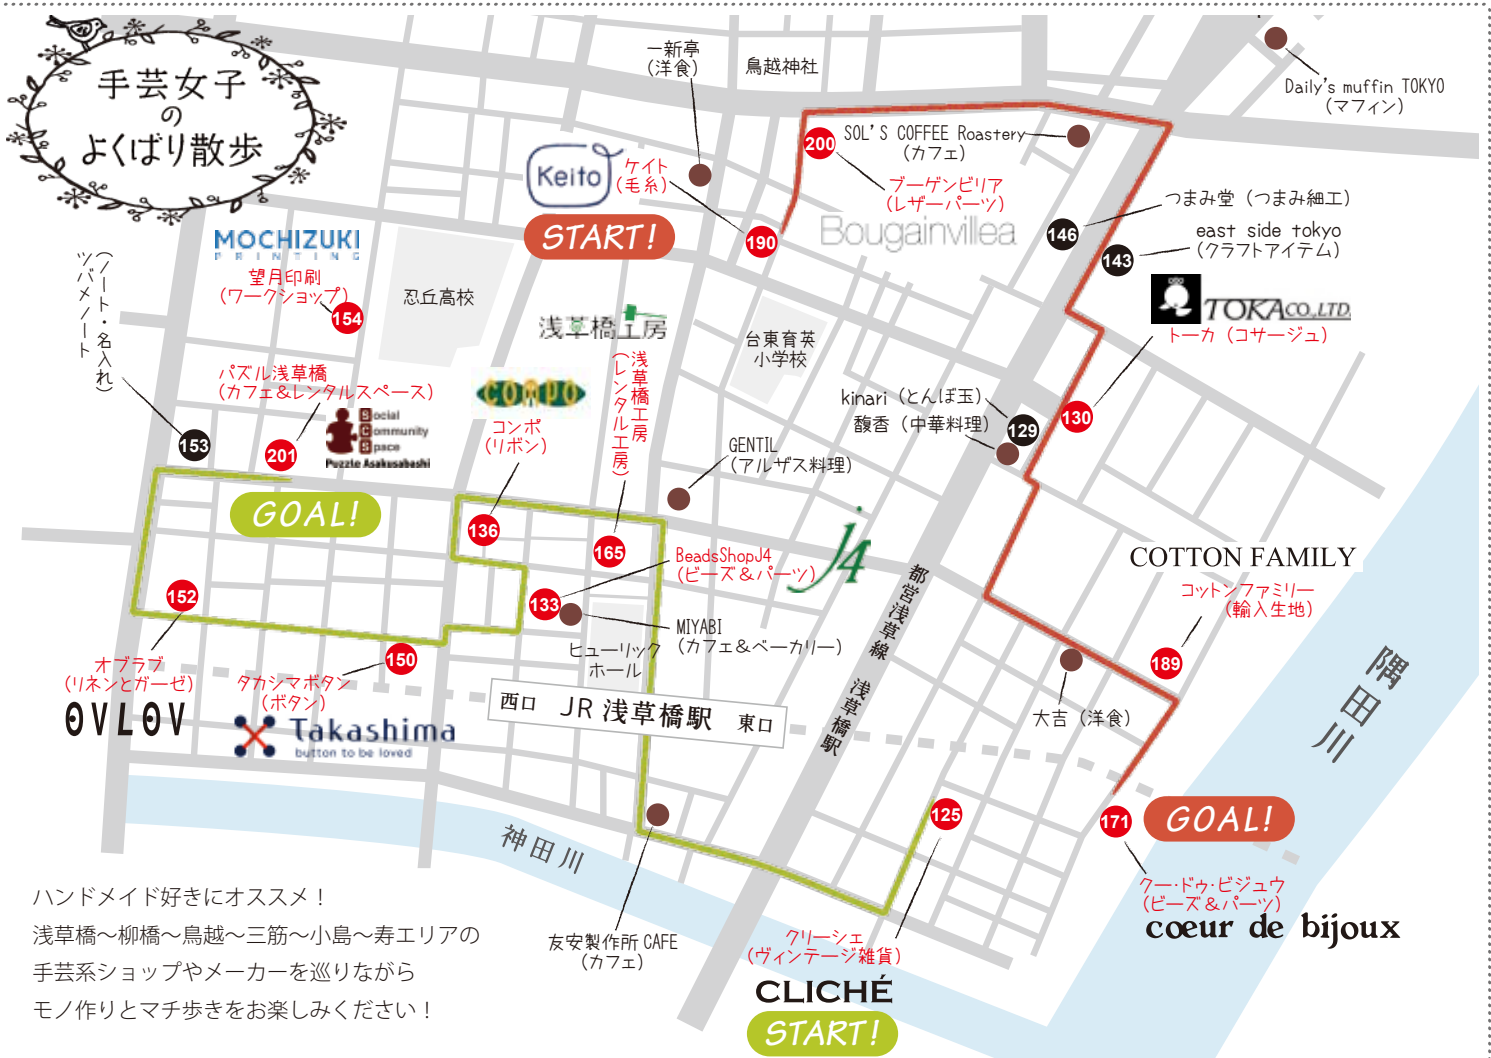 手芸女子
の
よくばり散歩
一新亭
(洋食)
鳥越神社
Daily's muffin TOKYO
(マフィン)
Keito
ケイト
(毛糸)
START!
190
200
SOL'S COFFEE Roastery
(カフェ)
ブーゲンビリア
(レザーパーツ)
Bougainvillea
つまみ堂 (つまみ細工)
146
east side tokyo
(クラフトアイテム)
143
TOKA CO.,LTD.
トーカ (コサージュ)
130
MOCHIZUKI
PRINTING
望月印刷
(ワークショップ)
154
忍丘高校
ツバメノート
(ノート・名入れ)
153
パズル浅草橋
(カフェ&レンタルスペース)
201
Social
Community
Space
Puzzle Asakusabashi
GOAL!
浅草橋工房
浅草橋工房
(レンタル工房)
165
COMPO
コンポ
(リボン)
136
台東育英
小学校
kinari (とんぼ玉)
馥香 (中華料理)
129
GENTIL
(アルザス料理)
J4
BeadsShopJ4
(ビーズ&パーツ)
133
MIYABI
(カフェ&ベーカリー)
ヒューリック
ホール
152
オブラブ
(リネンとガーゼ)
OVLOV
150
タカシマボタン
(ボタン)
Takashima
button to be loved
西口 JR 浅草橋駅 東口
都営浅草線 浅草橋駅
COTTON FAMILY
コットンファミリー
(輸入生地)
189
大吉 (洋食)
隅田川
神田川
125
171
GOAL!
クー・ドゥ・ビジュウ
(ビーズ&パーツ)
cœur de bijoux
友安製作所 CAFE
(カフェ)
クリーシェ
(ヴィンテージ雑貨)
CLICHÉ
START!
ハンドメイド好きにオススメ！
浅草橋〜柳橋〜鳥越〜三筋〜小島〜寿エリアの
手芸系ショップやメーカーを巡りながら
モノ作りとマチ歩きをお楽しみください！